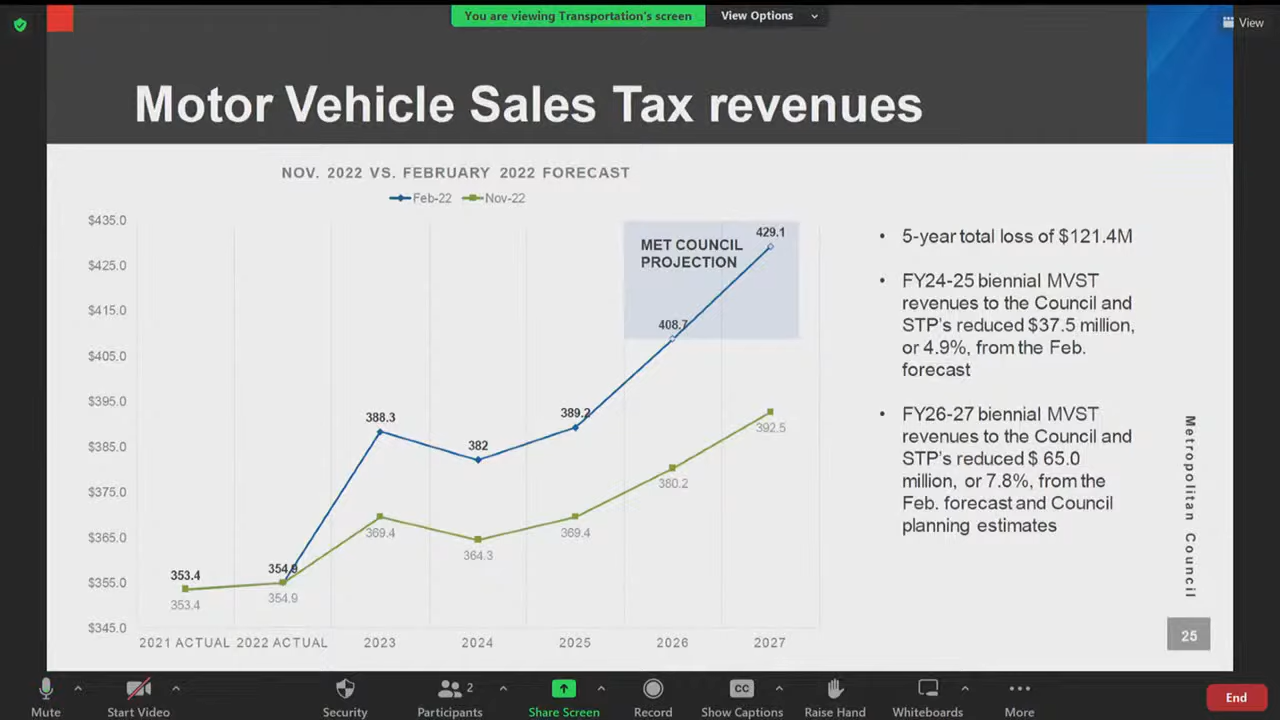 You are viewing Transportation's screen
View Options
View
Motor Vehicle Sales Tax revenues
NOV. 2022 VS. FEBRUARY 2022 FORECAST
Feb-22 Nov-22
$435.0
$425.0
$415.0
$405.0
$395.0
$385.0
$375.0
$365.0
$355.0
$345.0
MET COUNCIL
PROJECTION
429.1
408.7
388.3
382
389.2
353.4
354.9
353.4
354.9
369.4
364.3
369.4
380.2
392.5
2021 ACTUAL 2022 ACTUAL 2023 2024 2025 2026 2027
• 5-year total loss of $121.4M
• FY24-25 biennial MVST
revenues to the Council and
STP's reduced $37.5 million,
or 4.9%, from the Feb.
forecast
• FY26-27 biennial MVST
revenues to the Council and
STP's reduced $ 65.0
million, or 7.8%, from the
Feb. forecast and Council
planning estimates
Metropolitan Council
25
Mute
Start Video
Security
2
Participants
Share Screen
Record
CC
Show Captions
Raise Hand
Whiteboards
More
End